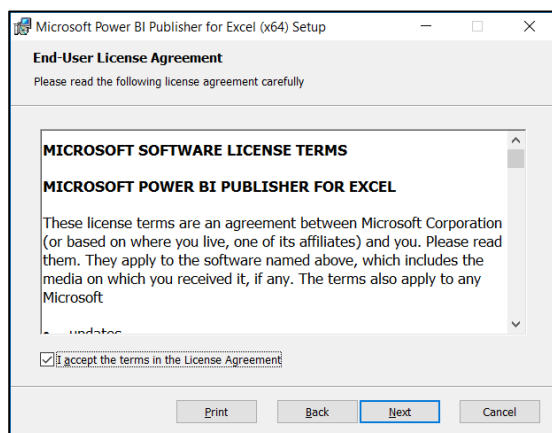 Microsoft Power BI Publisher for Excel (x64) Setup
End-User License Agreement
Please read the following license agreement carefully
MICROSOFT SOFTWARE LICENSE TERMS
MICROSOFT POWER BI PUBLISHER FOR EXCEL
These license terms are an agreement between Microsoft Corporation
(or based on where you live, one of its affiliates) and you. Please read
them. They apply to the software named above, which includes the
media on which you received it, if any. The terms also apply to any
Microsoft
• updates
I accept the terms in the License Agreement
Print Back Next Cancel